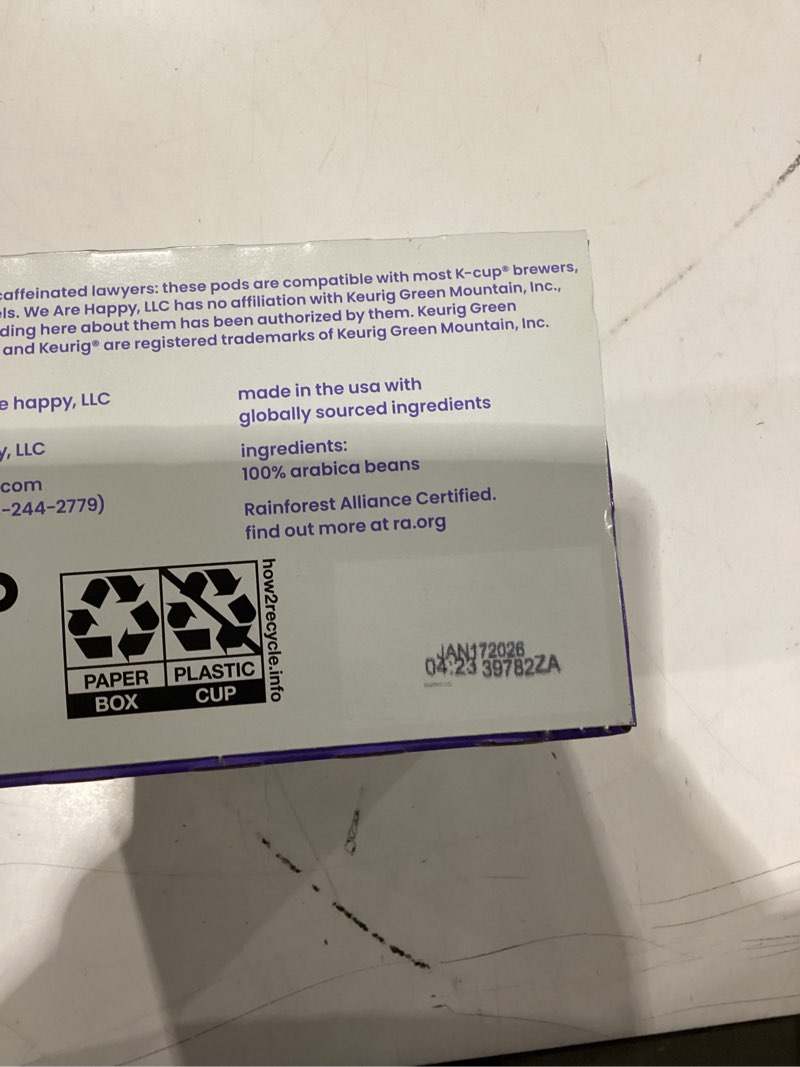 caffeinated lawyers: these pods are compatible with most K-cup® brewers,
els. We Are Happy, LLC has no affiliation with Keurig Green Mountain, Inc.,
ding here about them has been authorized by them. Keurig Green
and Keurig® are registered trademarks of Keurig Green Mountain, Inc.
e happy, LLC
y, LLC
.com
-244-2779)
made in the usa with
globally sourced ingredients
ingredients:
100% arabica beans
Rainforest Alliance Certified.
find out more at ra.org
PAPER
BOX
PLASTIC
CUP
how2recycle.info
JAN172026
04:23 39782ZA